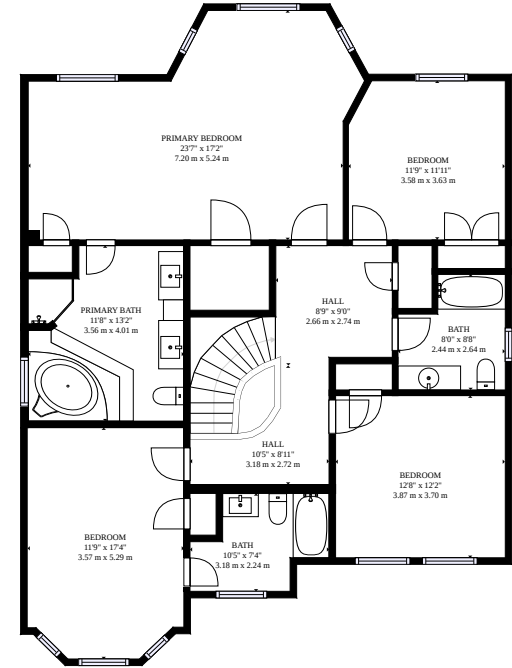 PRIMARY BEDROOM
23'7" x 17'2"
7.20 m x 5.24 m
BEDROOM
11'9" x 11'11"
3.58 m x 3.63 m
PRIMARY BATH
11'8" x 13'2"
3.56 m x 4.01 m
HALL
8'9" x 9'0"
2.66 m x 2.74 m
BATH
8'0" x 8'8"
2.44 m x 2.64 m
HALL
10'5" x 8'11"
3.18 m x 2.72 m
BEDROOM
12'8" x 12'2"
3.87 m x 3.70 m
BEDROOM
11'9" x 17'4"
3.57 m x 5.29 m
BATH
10'5" x 7'4"
3.18 m x 2.24 m